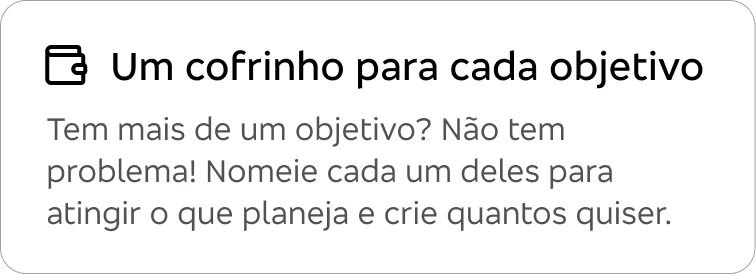 Um cofrinho para cada objetivo
Tem mais de um objetivo? Não tem
problema! Nomeie cada um deles para
atingir o que planeja e crie quantos quiser.